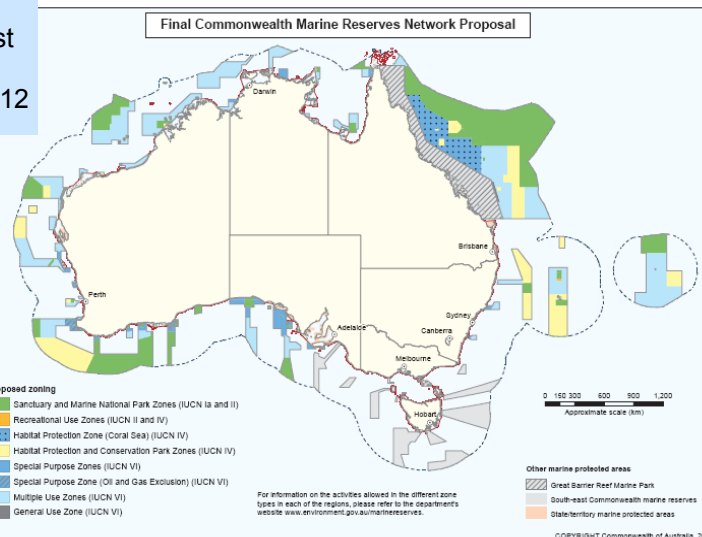 st
12
Final Commonwealth Marine Reserves Network Proposal
Darwin
Brisbane
Perth
Sydney
Adelaide
Canberra
Melbourne
Hobart
posed zoning
Sanctuary and Marine National Park Zones (IUCN Ia and II)
Recreational Use Zones (IUCN II and IV)
Habitat Protection Zone (Coral Sea) (IUCN IV)
Habitat Protection and Conservation Park Zones (IUCN IV)
Special Purpose Zones (IUCN VI)
Special Purpose Zone (Oil and Gas Exclusion) (IUCN VI)
Multiple Use Zones (IUCN VI)
General Use Zone (IUCN VI)
For information on the activities allowed in the different zone
types in each of the regions, please refer to the department's
website www.environment.gov.au/marinereserves.
0 150 300 600 900 1,200
Approximate scale (km)
Other marine protected areas
Great Barrier Reef Marine Park
South-east Commonwealth marine reserves
State/territory marine protected areas
COPYRIGHT Commonwealth of Australia, 2